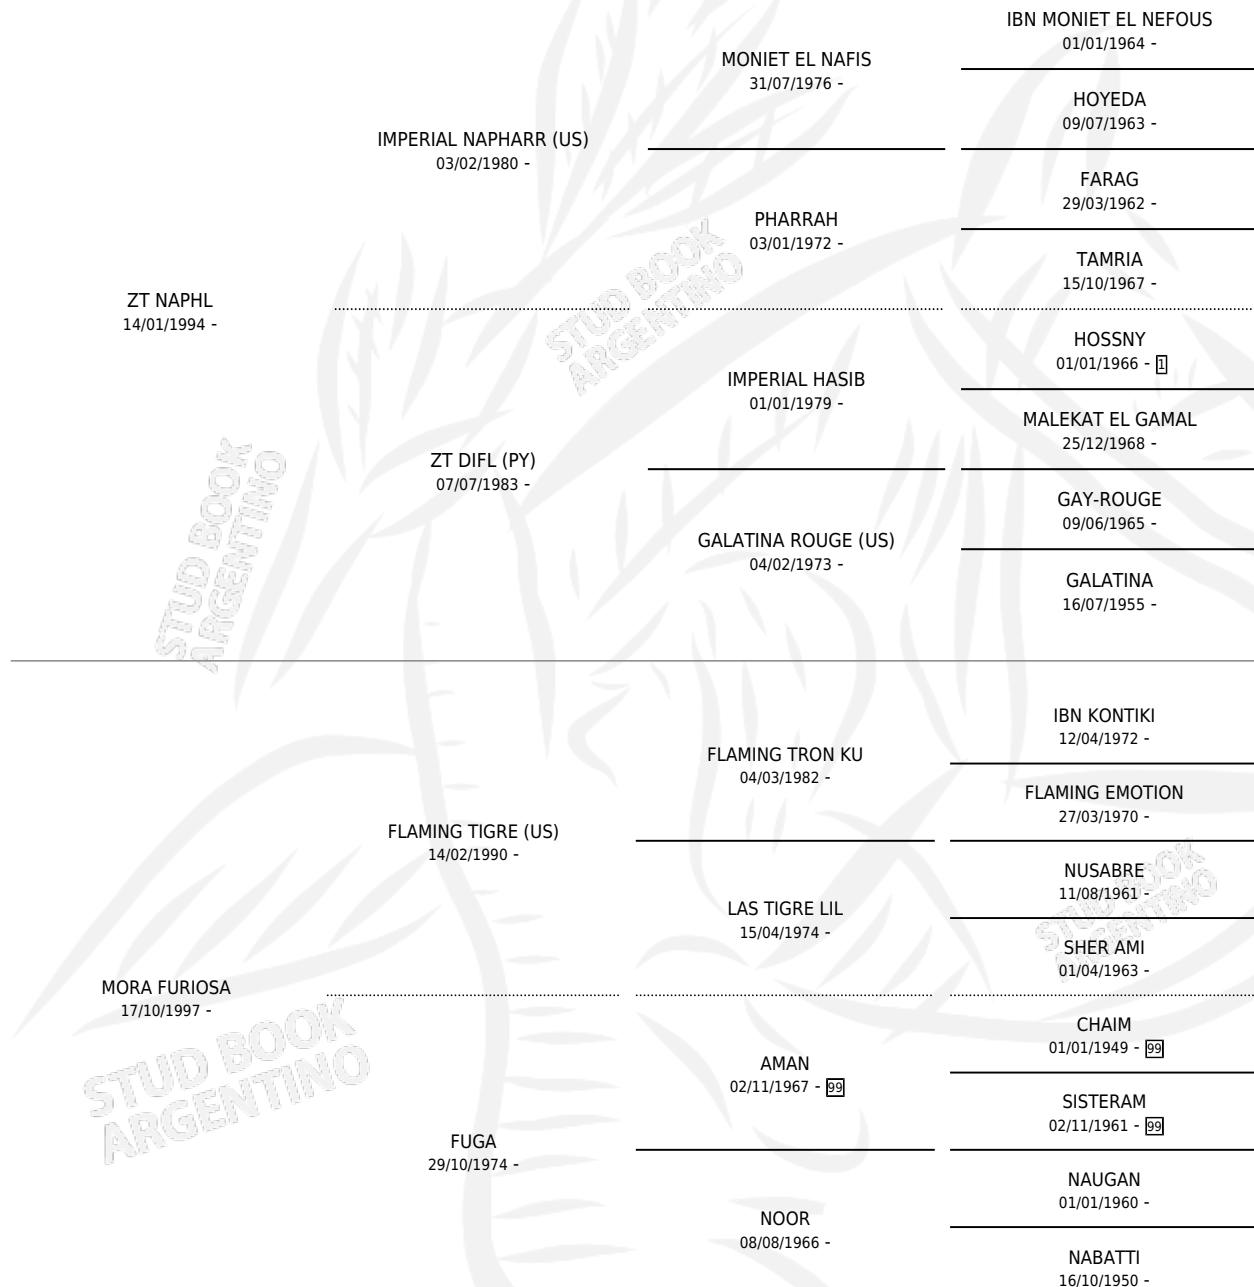 IBN MONIET EL NEFOUS
01/01/1964 -
MONIET EL NAFIS
31/07/1976 -
HOYEDA
09/07/1963 -
IMPERIAL NAPHARR (US)
03/02/1980 -
FARAG
29/03/1962 -
PHARRAH
03/01/1972 -
TAMRIA
15/10/1967 -
ZT NAPHL
14/01/1994 -
HOSSNY
01/01/1966 - 1
IMPERIAL HASIB
01/01/1979 -
MALEKAT EL GAMAL
25/12/1968 -
ZT DIFL (PY)
07/07/1983 -
GAY-ROUGE
09/06/1965 -
GALATINA ROUGE (US)
04/02/1973 -
GALATINA
16/07/1955 -
IBN KONTIKI
12/04/1972 -
FLAMING TRON KU
04/03/1982 -
FLAMING EMOTION
27/03/1970 -
FLAMING TIGRE (US)
14/02/1990 -
NUSABRE
11/08/1961 -
LAS TIGRE LIL
15/04/1974 -
SHER AMI
01/04/1963 -
MORA FURIOSA
17/10/1997 -
CHAIM
01/01/1949 - 99
AMAN
02/11/1967 - 99
SISTERAM
02/11/1961 - 99
FUGA
29/10/1974 -
NAUGAN
01/01/1960 -
NOOR
08/08/1966 -
NABATTI
16/10/1950 -
STUD BOOK
ARGENTINO
STUD BOOK
ARGENTINO
STUD BOOK
ARGENTINO
STUD BOOK
ARGENTINO